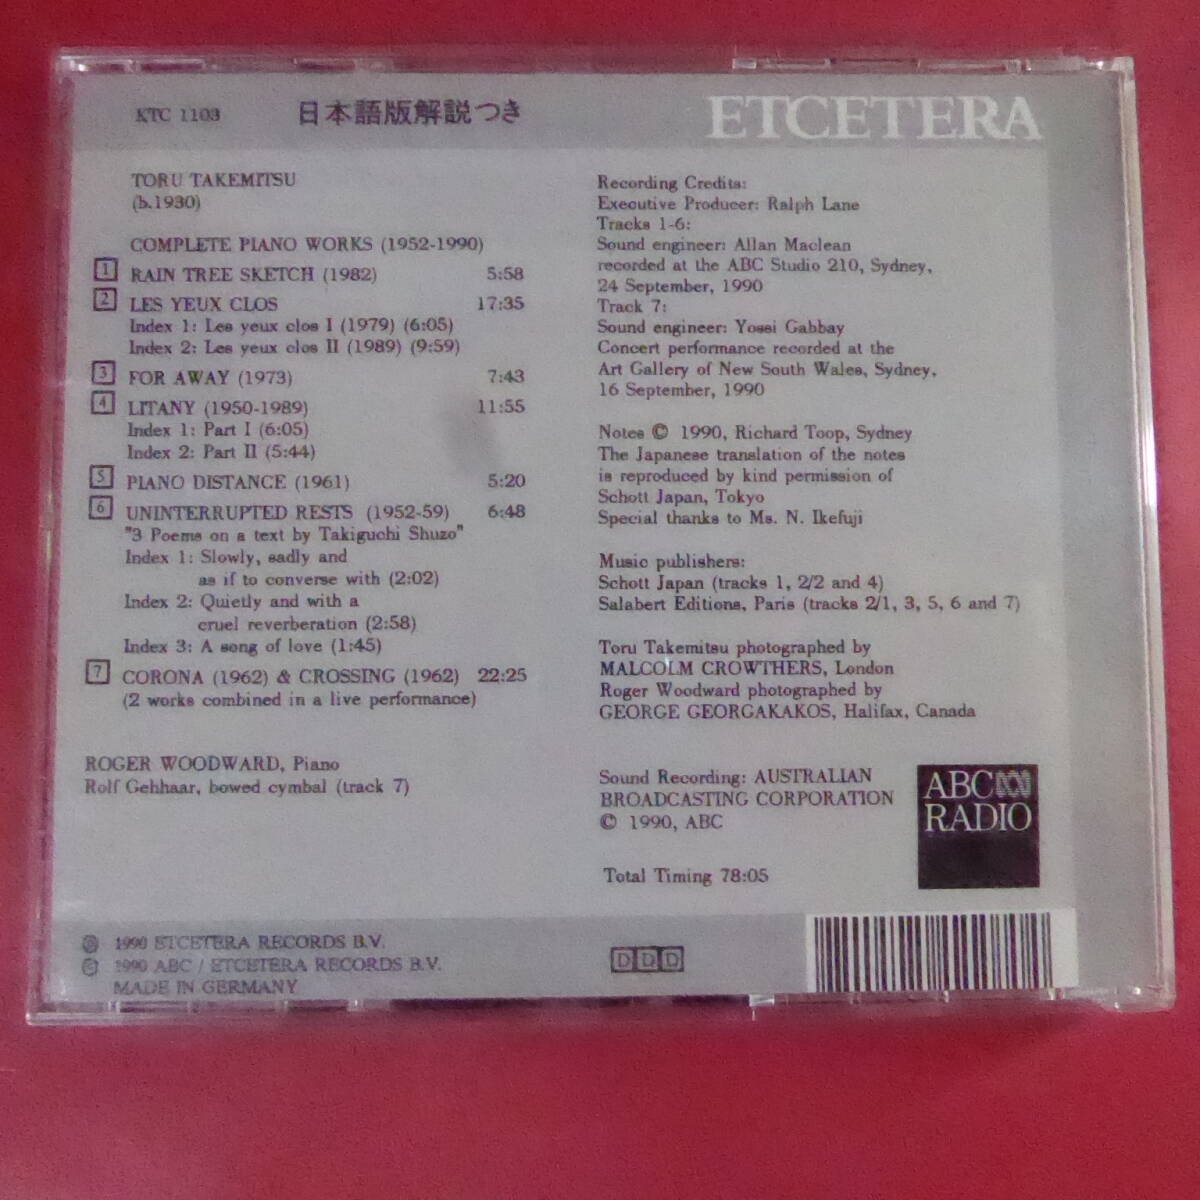 KTC 1103 日本語版解説つき ETCETERA
TORU TAKEMITSU
(b.1930)
COMPLETE PIANO WORKS (1952-1990)
1 RAIN TREE SKETCH (1982) 5:58
2 LES YEUX CLOS 17:35
Index 1: Les yeux clos I (1979) (6:05)
Index 2: Les yeux clos II (1989) (9:59)
3 FOR AWAY (1973) 7:43
4 LITANY (1950-1989) 11:55
Index 1: Part I (6:05)
Index 2: Part II (5:44)
5 PIANO DISTANCE (1961) 5:20
6 UNINTERRUPTED RESTS (1952-59) 6:48
"3 Poems on a text by Takiguchi Shuzo"
Index 1: Slowly, sadly and
as if to converse with (2:02)
Index 2: Quietly and with a
cruel reverberation (2:58)
Index 3: A song of love (1:45)
7 CORONA (1962) & CROSSING (1962) 22:25
(2 works combined in a live performance)
ROGER WOODWARD, Piano
Rolf Gehhaar, bowed cymbal (track 7)
Recording Credits:
Executive Producer: Ralph Lane
Tracks 1-6:
Sound engineer: Allan Maclean
recorded at the ABC Studio 210, Sydney,
24 September, 1990
Track 7:
Sound engineer: Yossi Gabbay
Concert performance recorded at the
Art Gallery of New South Wales, Sydney,
16 September, 1990
Notes © 1990, Richard Toop, Sydney
The Japanese translation of the notes
is reproduced by kind permission of
Schott Japan, Tokyo
Special thanks to Ms. N. Ikefuji
Music publishers:
Schott Japan (tracks 1, 2/2 and 4)
Salabert Editions, Paris (tracks 2/1, 3, 5, 6 and 7)
Toru Takemitsu photographed by
MALCOLM CROWTHERS, London
Roger Woodward photographed by
GEORGE GEORGAKAKOS, Halifax, Canada
Sound Recording: AUSTRALIAN
BROADCASTING CORPORATION
© 1990, ABC
ABC
RADIO
Total Timing 78:05
℗ 1990 ETCETERA RECORDS B.V.
© 1990 ABC / ETCETERA RECORDS B.V.
MADE IN GERMANY
DDD